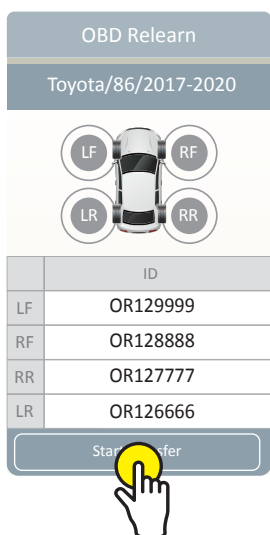 OBD Relearn
Toyota/86/2017-2020
LF RF
LR RR
ID
LF OR129999
RF OR128888
RR OR127777
LR OR126666
Start